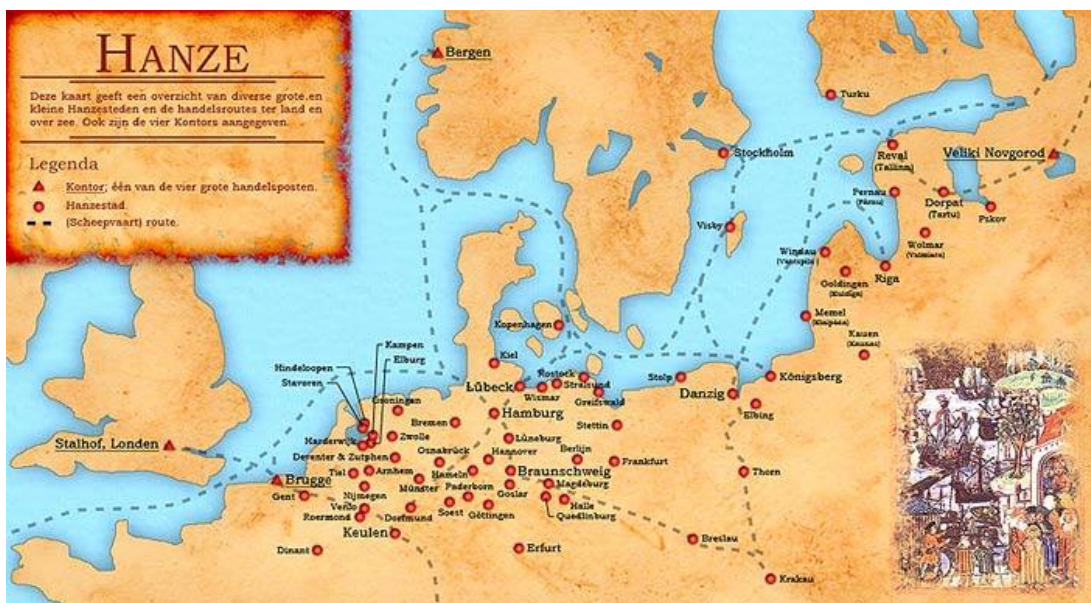 HANZE
Deze kaart geeft een overzicht van diverse grote en
kleine Hanzesteden en de handelsroutes ter land en
over zee. Ook zijn de vier Kontors aangegeven.
Legenda
Kontor; één van de vier grote handelsposten.
Hanzestad.
(Scheepvaart) route.
Bergen
Turku
Stockholm
Reval
(Tallinn)
Veliki Novgorod
Pernau
(Pärnu)
Dorpat
(Tartu)
Pskov
Visby
Wolmar
(Valmiera)
Windau
(Ventspils)
Goldingen
(Kuldīga)
Riga
Memel
(Klaipėda)
Kauen
(Kaunas)
Kopenhagen
Kampen
Elburg
Hindeloopen
Stavoren
Kiel
Rostock
Stralsund
Stolp
Königsberg
Lübeck
Wismar
Greifswald
Danzig
Elbing
Groningen
Hamburg
Bremen
Stettin
Stalhof, Londen
Harderwijk
Zwolle
Lüneburg
Deventer & Zutphen
Osnabrück
Hannover
Berlijn
Frankfurt
Brugge
Tiel
Arnhem
Hameln
Braunschweig
Thorn
Gent
Nijmegen
Münster
Paderborn
Goslar
Magdeburg
Venlo
Halle
Roermond
Dortmund
Soest
Göttingen
Quedlinburg
Keulen
Dinant
Erfurt
Breslau
Krakau